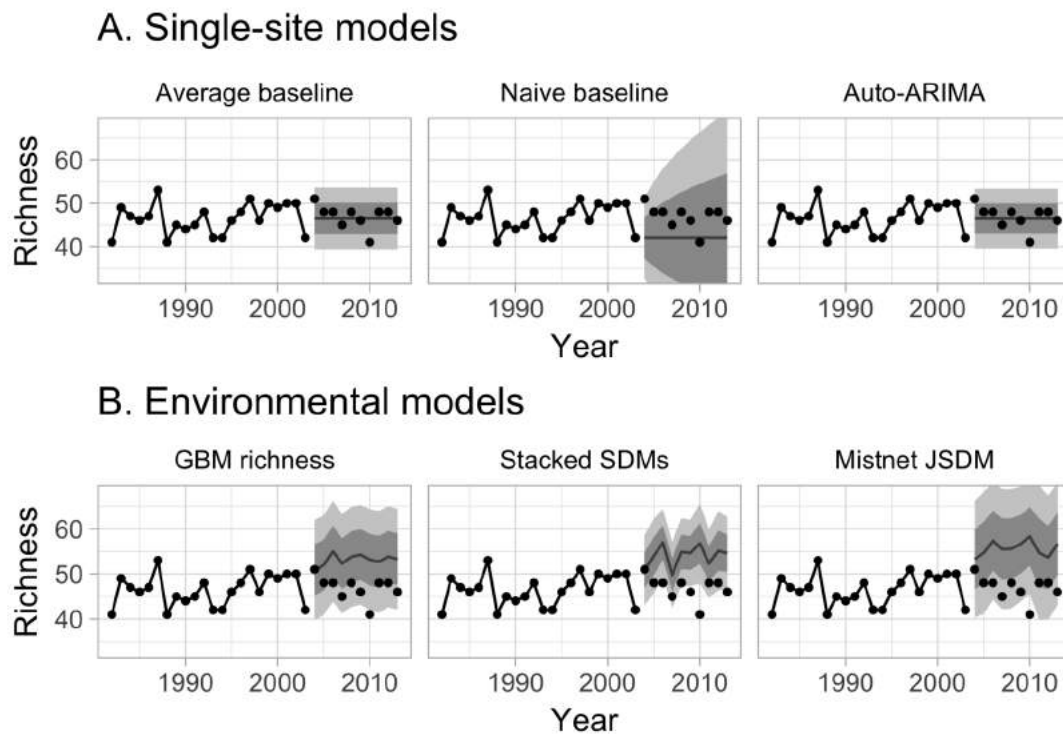 A. Single-site models
Average baseline Naive baseline Auto-ARIMA
Richness
60
50
40
1990 2000 2010 1990 2000 2010 1990 2000 2010
Year
B. Environmental models
GBM richness Stacked SDMs Mistnet JSDM
Richness
60
50
40
1990 2000 2010 1990 2000 2010 1990 2000 2010
Year